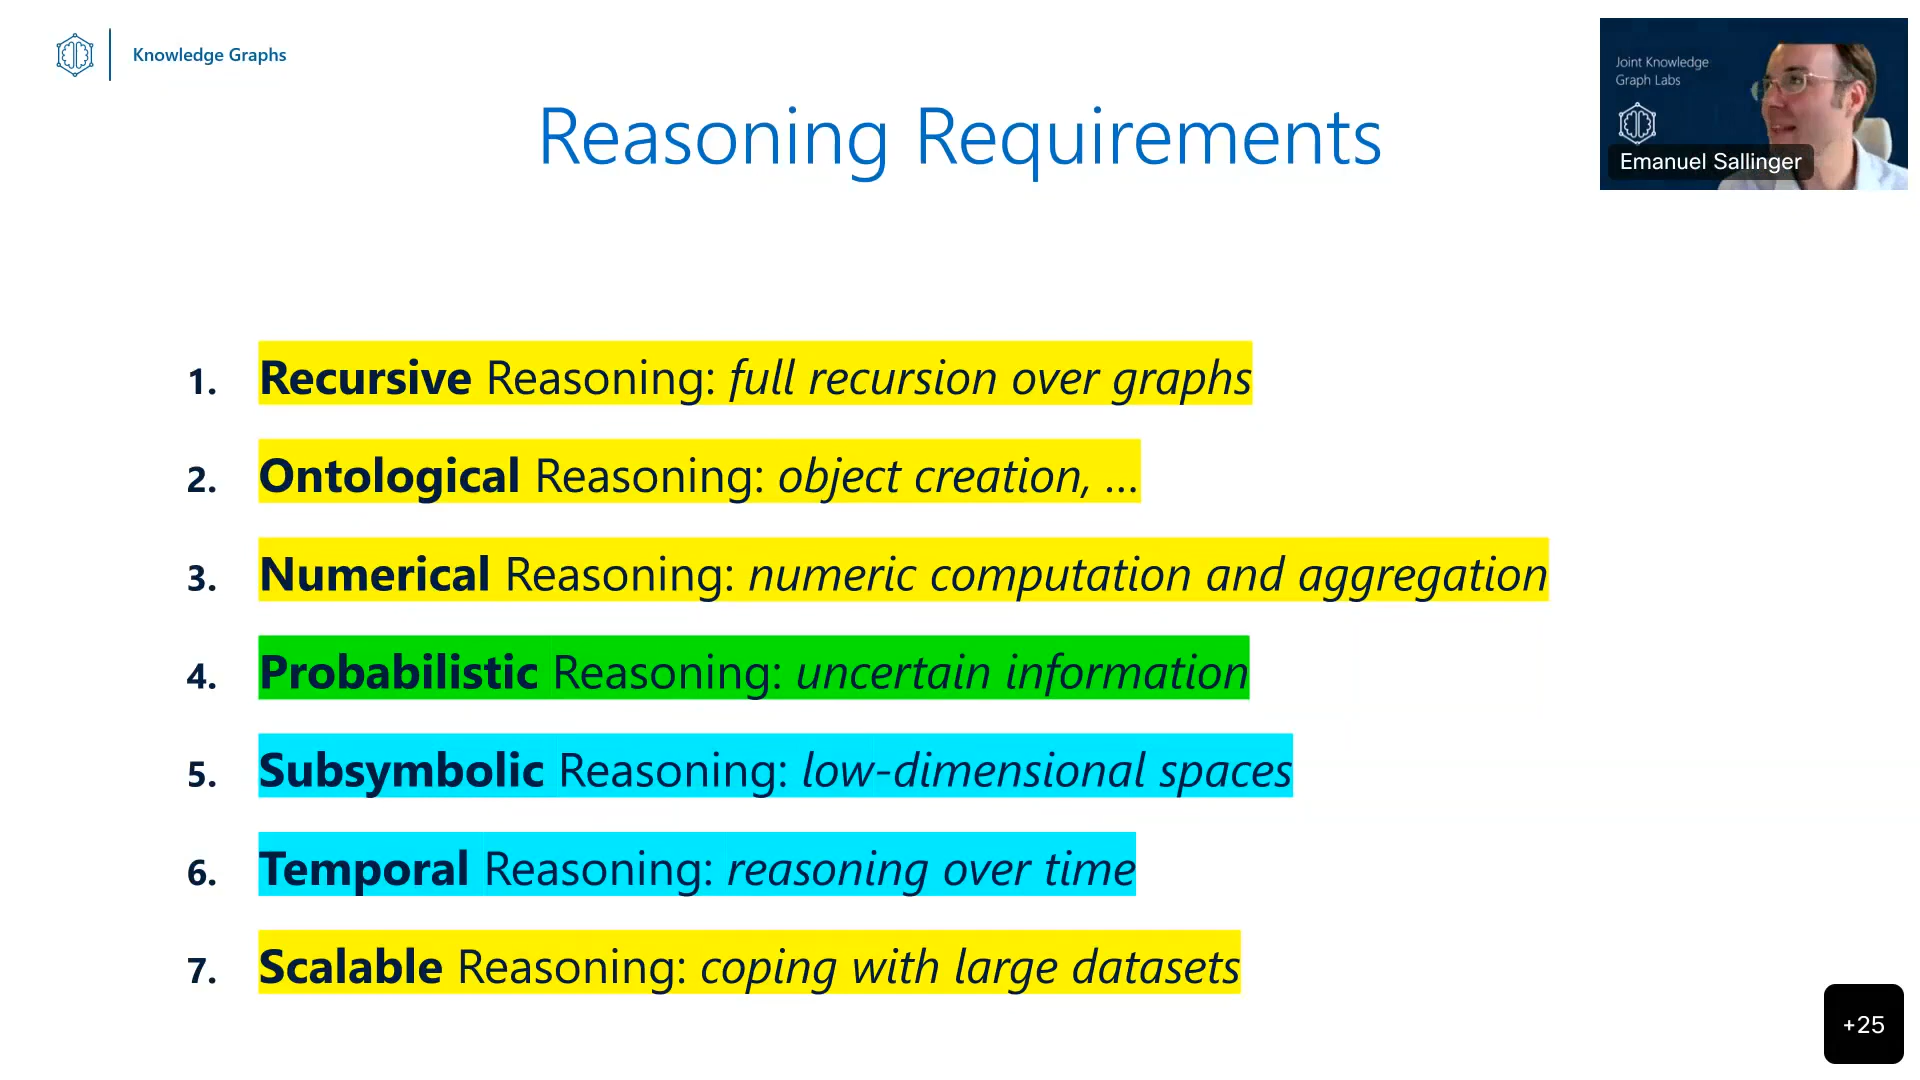 Knowledge Graphs
Joint Knowledge
Graph Labs
Emanuel Sallinger
Reasoning Requirements
1. Recursive Reasoning: full recursion over graphs
2. Ontological Reasoning: object creation, ...
3. Numerical Reasoning: numeric computation and aggregation
4. Probabilistic Reasoning: uncertain information
5. Subsymbolic Reasoning: low-dimensional spaces
6. Temporal Reasoning: reasoning over time
7. Scalable Reasoning: coping with large datasets
+25